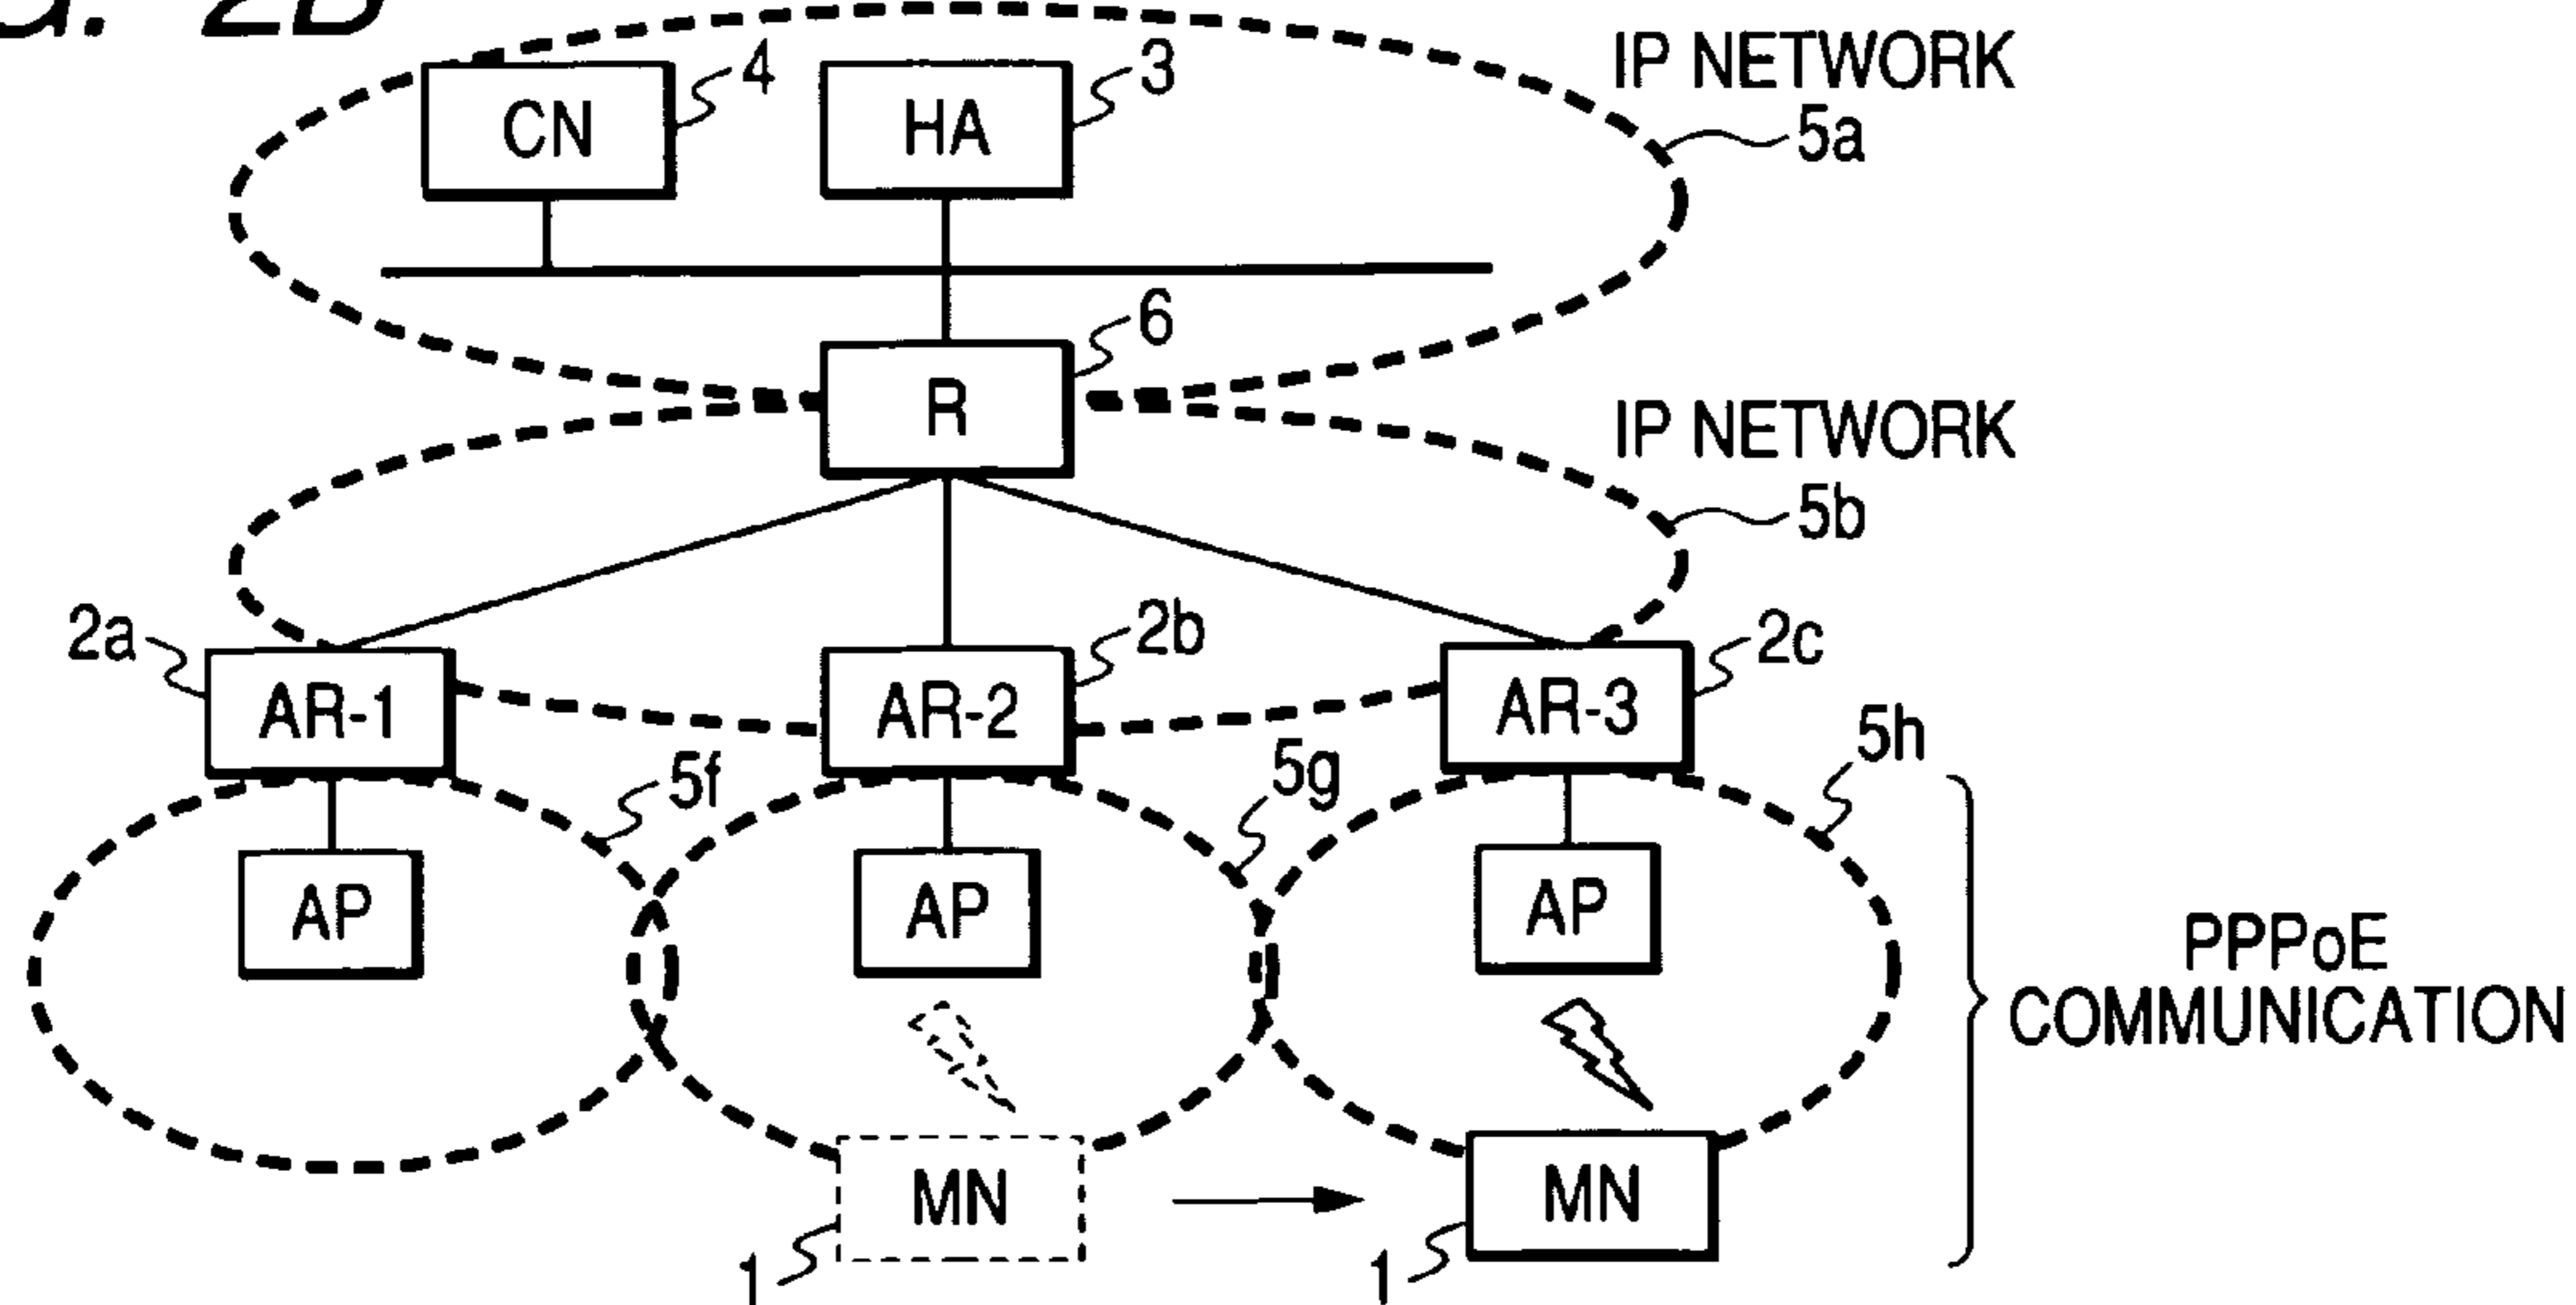 2B
IP NETWORK
4
3
CN
HA
5a
6
R
IP NETWORK
5b
2a
2b
2c
AR-1
AR-2
AR-3
5f
5g
5h
AP
AP
AP
PPPoE
COMMUNICATION
MN
MN
1
1